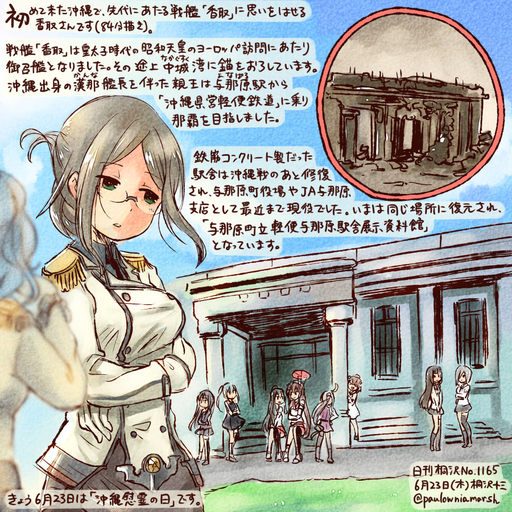 初めて来た沖縄で、先代にあたる戦艦「香取」に思いをはせる
香取さんです(84分描き)。
戦艦「香取」は皇太子時代の昭和天皇のヨーロッパ訪問にあたり
御召艦となりました。その途上中城湾に錨をおろしています。
なかぐすく
沖縄出身の漢那艦長を伴った親王は与那原駅から
かんな
よなばる
「沖縄県営軽便鉄道」に乗り
那覇を目指しました。
鉄筋コンクリート製だった
駅舎は沖縄戦のあと修復
され、与那原町役場やJA与那原
支店として最近まで現役でした。いまは同じ場所に復元され、
「与那原町立軽便与那原駅舎展示資料館」
となっています。
きょう6月23日は「沖縄慰霊の日」です。
日刊桐沢No.1165
6月23日(木)桐沢十三
@paulowniamarsh